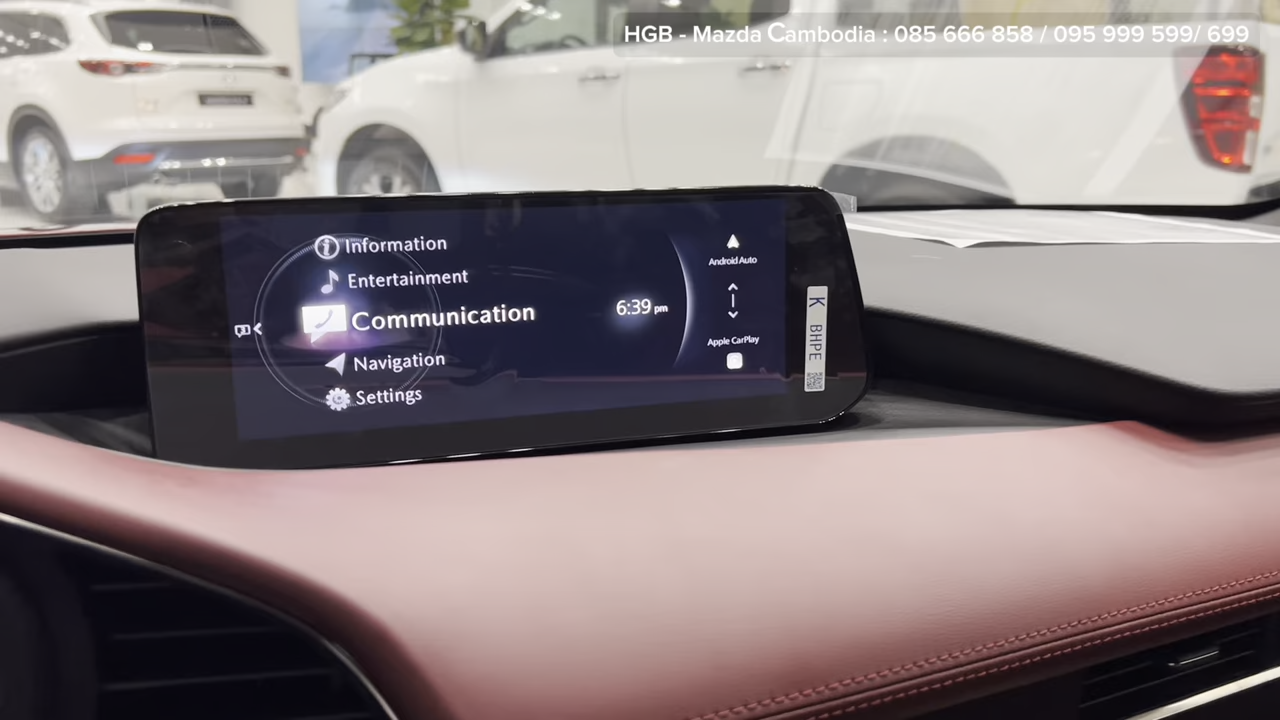 HGB - Mazda Cambodia : 085 666 858 / 095 999 599/ 699
Information
Entertainment
Communication
Navigation
Settings
6:39 pm
Android Auto
Apple CarPlay
K BHPE